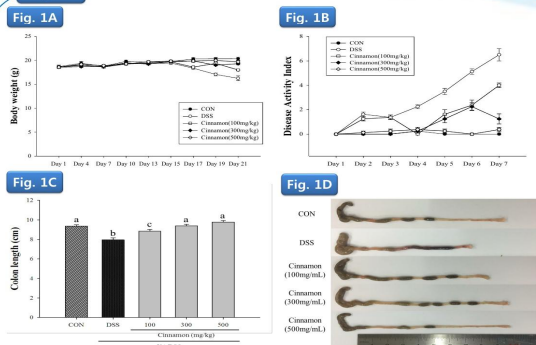 Fig. 1A
Body weight (g)
25
20
15
10
5
0
CON
DSS
Cinnamon(100mg/kg)
Cinnamon(300mg/kg)
Cinnamon(500mg/kg)
Day 1 Day 4 Day 7 Day 10 Day 13 Day 15 Day 17 Day 19 Day 21
Fig. 1B
Disease Activity Index
8
6
4
2
0
CON
DSS
Cinnamon(100mg/kg)
Cinnamon(300mg/kg)
Cinnamon(500mg/kg)
Day 1 Day 2 Day 3 Day 4 Day 5 Day 6 Day 7
Fig. 1C
Colon length (cm)
12
10
8
6
4
2
0
a b c a a
CON DSS 100 300 500
Cinnamon (mg/kg)
Fig. 1D
CON
DSS
Cinnamon
(100mg/mL)
Cinnamon
(300mg/mL)
Cinnamon
(500mg/mL)